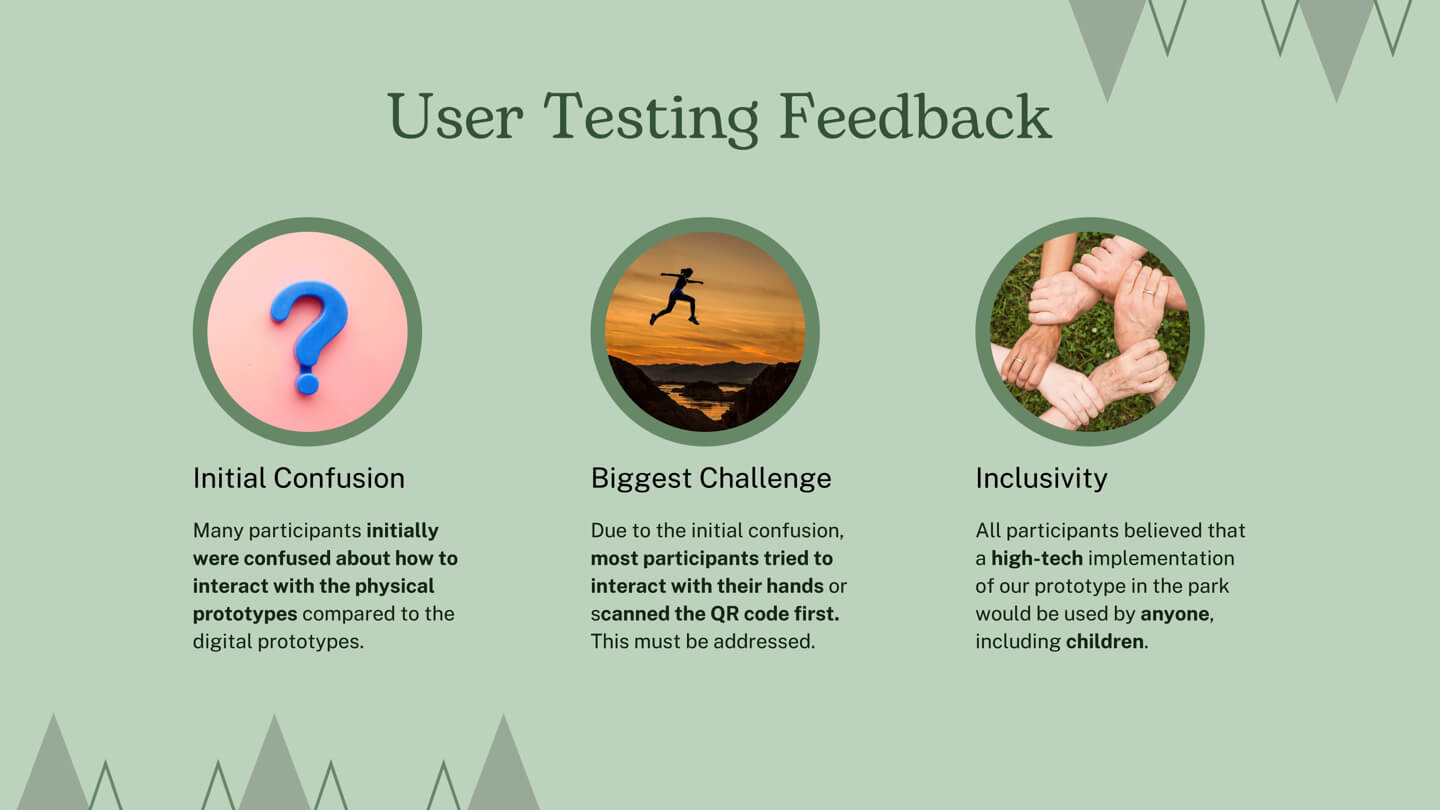 User Testing Feedback
Initial Confusion
Many participants initially
were confused about how to
interact with the physical
prototypes compared to the
digital prototypes.
Biggest Challenge
Due to the initial confusion,
most participants tried to
interact with their hands or
scanned the QR code first.
This must be addressed.
Inclusivity
All participants believed that
a high-tech implementation
of our prototype in the park
would be used by anyone,
including children.